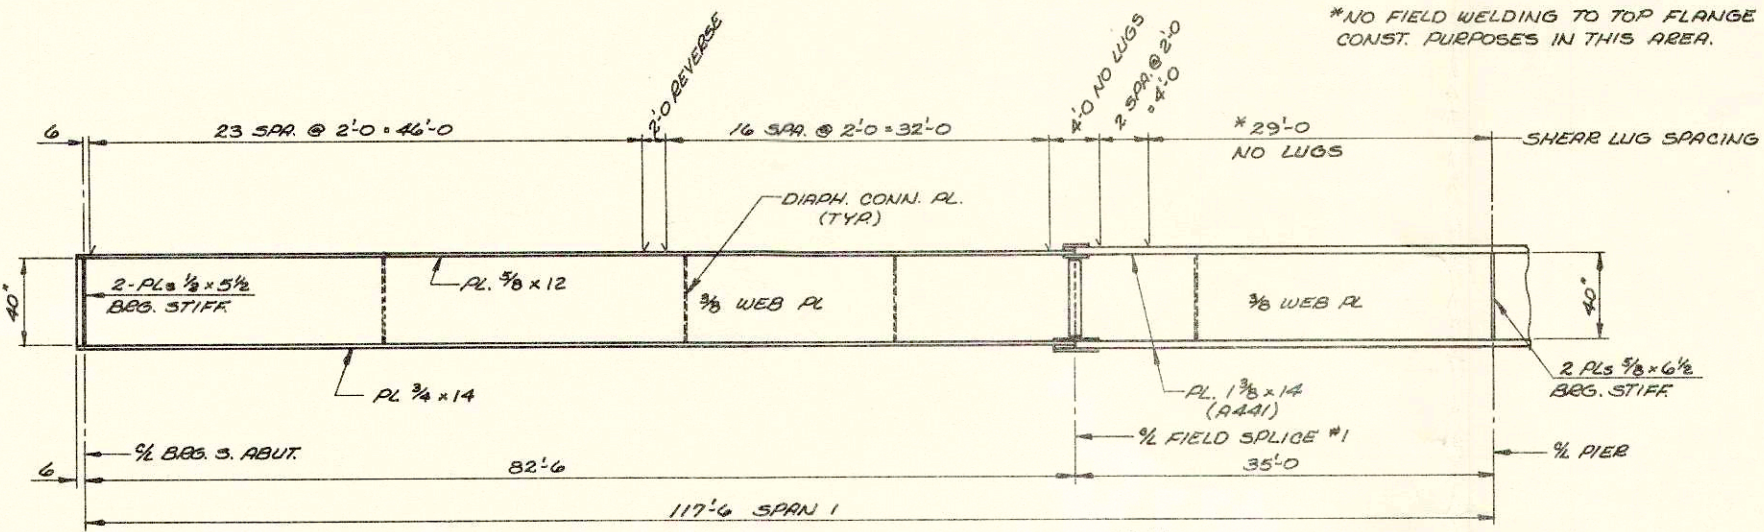 *NO FIELD WELDING TO TOP FLANGE
CONST. PURPOSES IN THIS AREA.
6
23 SPA. @ 2'-0 = 46'-0
2'-0 REVERSE
16 SPA. @ 2'-0 = 32'-0
4'-0 NO LUGS
2 SPA. @ 2'-0
= 4'-0
* 29'-0
NO LUGS
SHEAR LUG SPACING
DIAPH. CONN. PL.
(TYP.)
40"
2-PLs 1/2 x 5 1/2
BRG. STIFF.
PL. 5/8 x 12
3/8 WEB PL
3/8 WEB PL
40"
PL 3/4 x 14
PL. 1 3/8 x 14
(A441)
2 PLs 5/8 x 6 1/2
BRG. STIFF.
℄ FIELD SPLICE #1
℄ BRG. S. ABUT.
℄ PIER
6
82'-6
35'-0
117'-6 SPAN 1